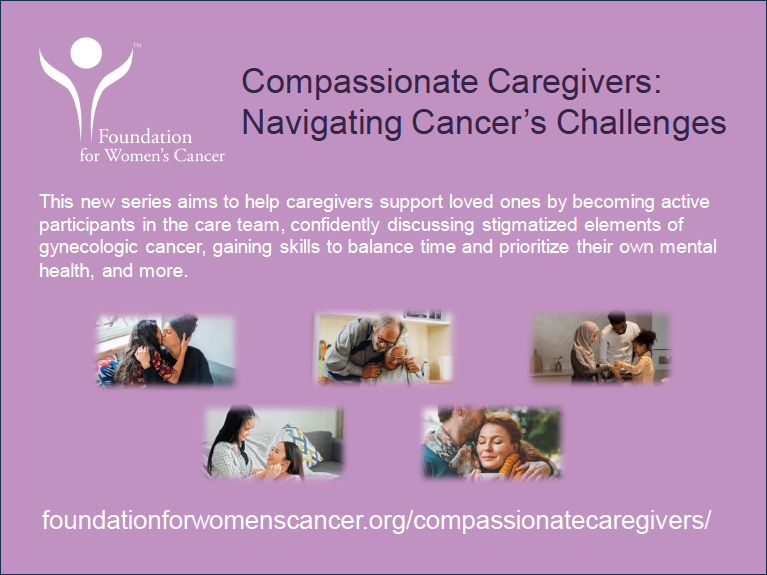 Foundation
for Women's Cancer
™
Compassionate Caregivers:
Navigating Cancer's Challenges
This new series aims to help caregivers support loved ones by becoming active
participants in the care team, confidently discussing stigmatized elements of
gynecologic cancer, gaining skills to balance time and prioritize their own mental
health, and more.
foundationforwomenscancer.org/compassionatecaregivers/